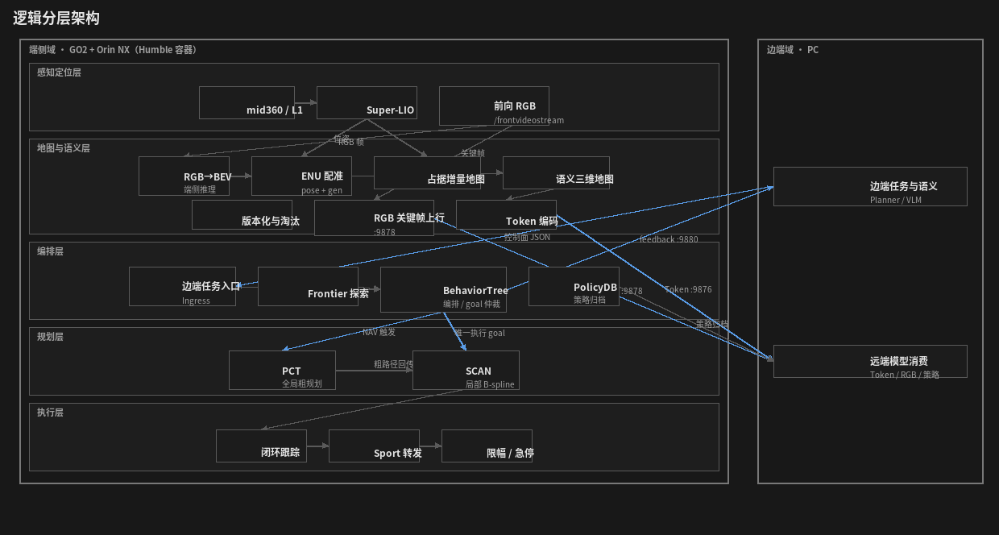 逻辑分层架构
端侧域 · GO2 + Orin NX（Humble 容器）
边端域 · PC
感知定位层
mid360 / L1
Super-LIO
前向 RGB
/frontvideostream
位姿
RGB 帧
地图与语义层
关键帧
RGB→BEV
端侧推理
ENU 配准
pose + gen
占据增量地图
语义三维地图
版本化与淘汰
RGB 关键帧上行
:9878
Token 编码
控制面 JSON
feedback :9880
边端任务与语义
Planner / VLM
编排层
边端任务入口
Ingress
Frontier 探索
BehaviorTree
编排 / goal 仲裁
PolicyDB
策略归档
:9878
Token :9876
策略归档
NAV 触发
唯一执行 goal
规划层
PCT
全局粗规划
粗路径回传
SCAN
局部 B-spline
远端模型消费
Token / RGB / 策略
执行层
闭环跟踪
Sport 转发
限幅 / 急停